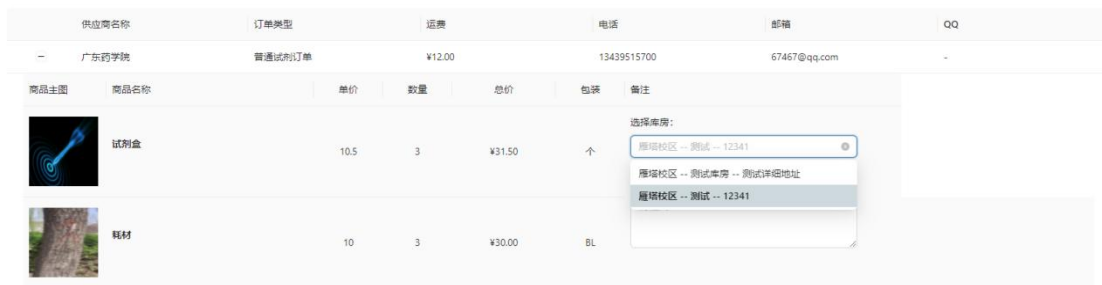 供应商名称 订单类型 运费 电话 邮箱 QQ
广东药学院 普通试剂订单 ¥12.00 13439515700 67467@qq.com -
商品主图 商品名称 单价 数量 总价 包装 备注
选择库房:
试剂盒 10.5 3 ¥31.50 个 雁塔校区 -- 测试 -- 12341
雁塔校区 -- 测试库房 -- 测试详细地址
雁塔校区 -- 测试 -- 12341
耗材 10 3 ¥30.00 BL